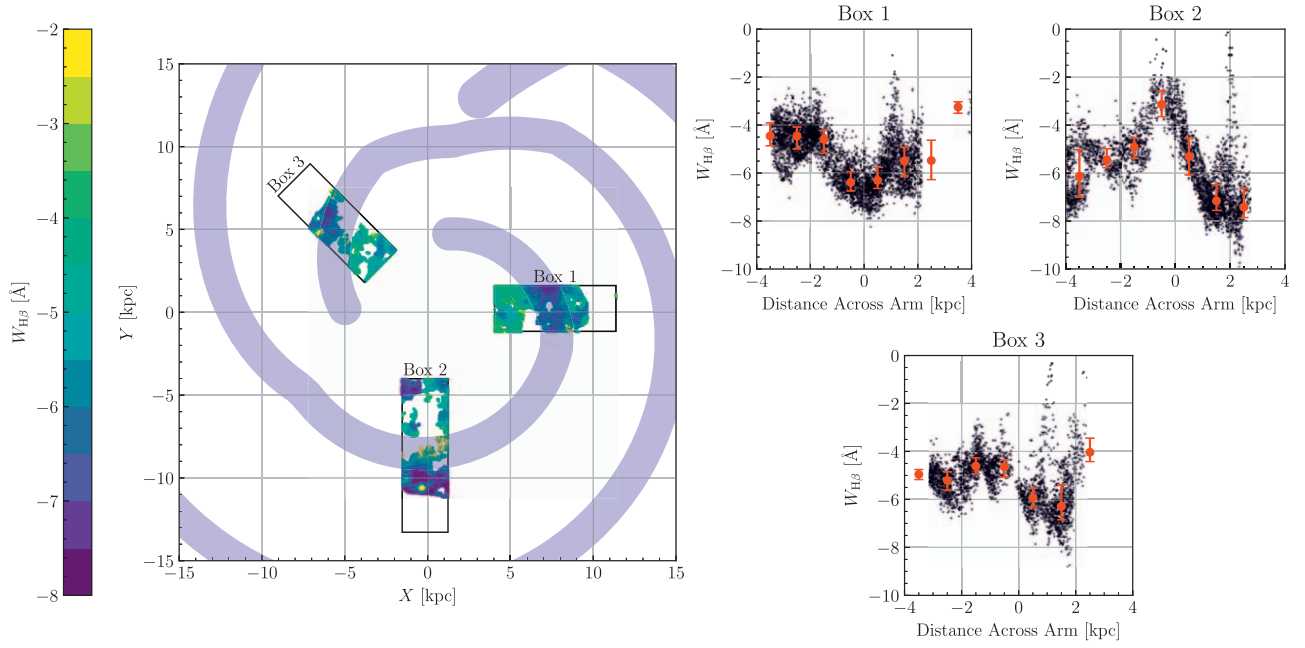 −2
−3
−4
−5
−6
−7
−8
W_Hβ [Å]
15
10
5
0
−5
−10
−15
Y [kpc]
−15 −10 −5 0 5 10 15
X [kpc]
Box 3
Box 1
Box 2
Box 1
0
−2
−4
−6
−8
−10
W_Hβ [Å]
−4 −2 0 2 4
Distance Across Arm [kpc]
Box 2
0
−2
−4
−6
−8
−10
W_Hβ [Å]
−4 −2 0 2 4
Distance Across Arm [kpc]
Box 3
0
−2
−4
−6
−8
−10
W_Hβ [Å]
−4 −2 0 2 4
Distance Across Arm [kpc]